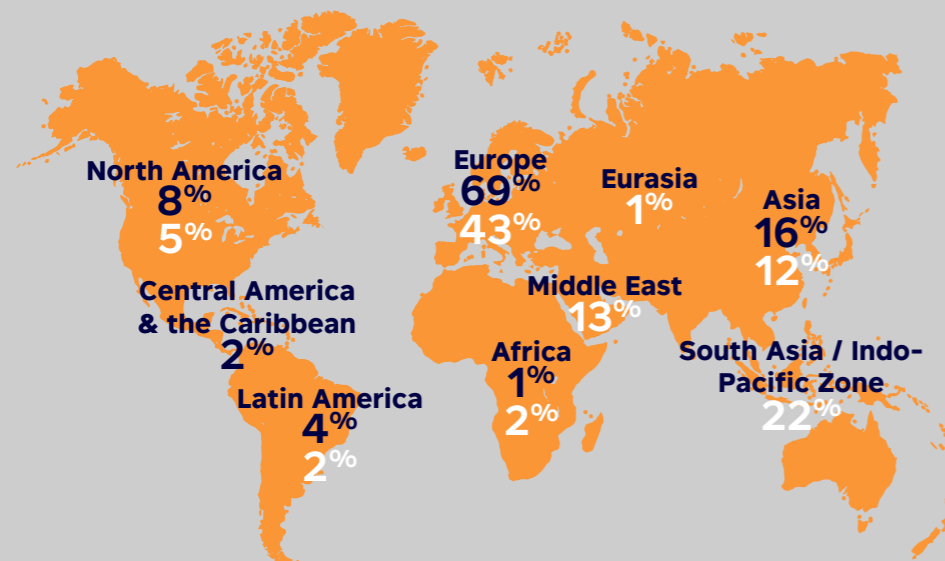 North America
8%
5%
Europe
69%
43%
Eurasia
1%
Asia
16%
12%
Central America
& the Caribbean
2%
Middle East
13%
Africa
1%
2%
South Asia / Indo-
Pacific Zone
22%
Latin America
4%
2%